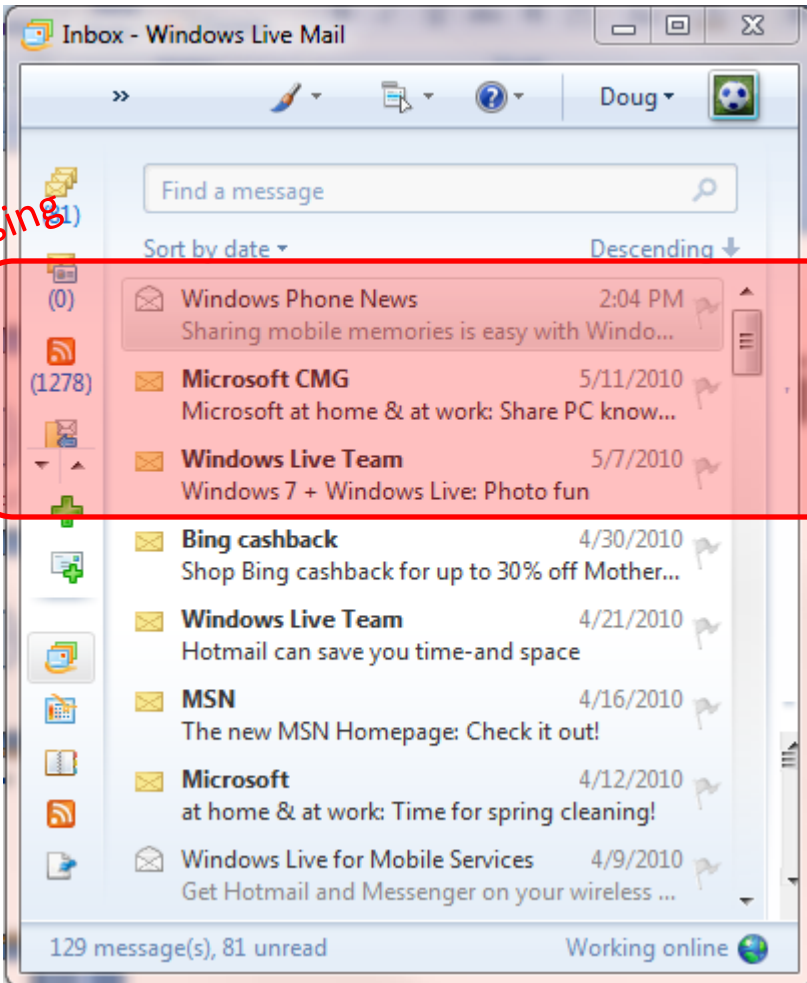 Inbox - Windows Live Mail
» Doug
Find a message
(81)
Sort by date Descending
(0)
Windows Phone News 2:04 PM
Sharing mobile memories is easy with Windo...
(1278)
Microsoft CMG 5/11/2010
Microsoft at home & at work: Share PC know...
Windows Live Team 5/7/2010
Windows 7 + Windows Live: Photo fun
Bing cashback 4/30/2010
Shop Bing cashback for up to 30% off Mother...
Windows Live Team 4/21/2010
Hotmail can save you time-and space
MSN 4/16/2010
The new MSN Homepage: Check it out!
Microsoft 4/12/2010
at home & at work: Time for spring cleaning!
Windows Live for Mobile Services 4/9/2010
Get Hotmail and Messenger on your wireless ...
129 message(s), 81 unread Working online